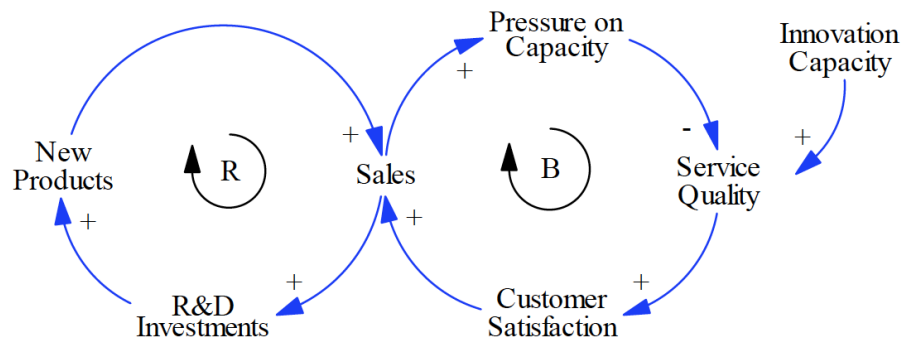 Pressure on
Capacity
Innovation
Capacity
+
+
+
-
New
Products
R
Sales
B
Service
Quality
+
+
+
+
R&D
Investments
Customer
Satisfaction